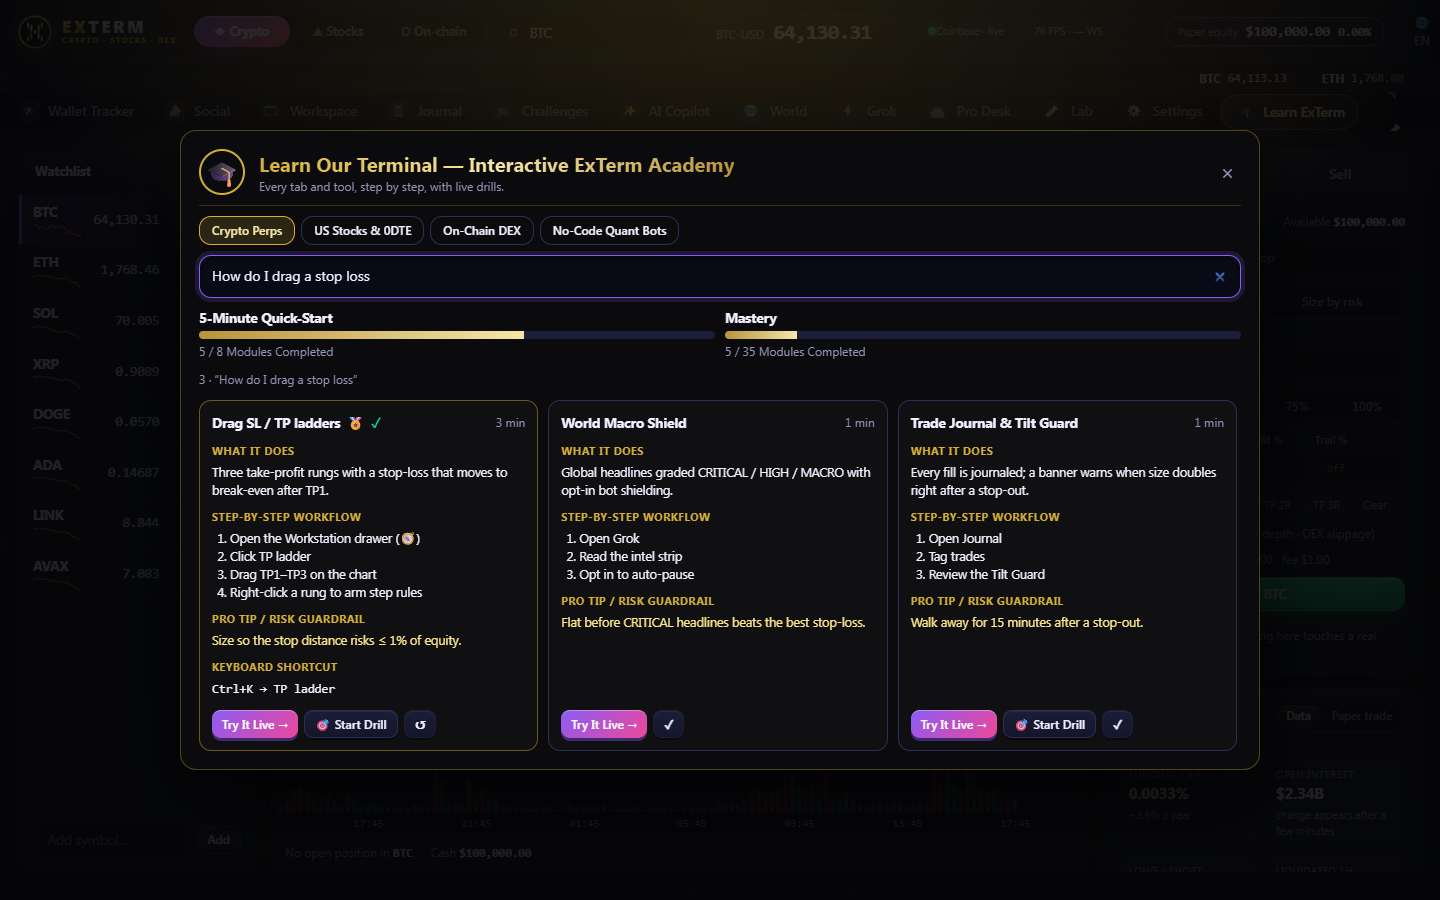 EXTERM
CRYPTO · STOCKS · DEX
Crypto
Stocks
On-chain
BTC
BTC-USD 64,130.31
Coinbase · live
76 FPS · — WS
Paper equity $100,000.00 0.00%
EN
BTC 64,113.13 ETH 1,768.00
Wallet Tracker
Social
Workspace
Journal
Challenges
AI Copilot
World
Grok
Pro Desk
Lab
Settings
Learn ExTerm
Watchlist
BTC 64,130.31
ETH 1,768.46
SOL 70.005
XRP 0.9089
DOGE 0.0570
ADA 0.14687
LINK 8.844
AVAX 7.083
Add symbol...
Add
Learn Our Terminal — Interactive ExTerm Academy
Every tab and tool, step by step, with live drills.
Crypto Perps
US Stocks & 0DTE
On-Chain DEX
No-Code Quant Bots
How do I drag a stop loss
5-Minute Quick-Start
5 / 8 Modules Completed
Mastery
5 / 35 Modules Completed
3 · “How do I drag a stop loss”
Drag SL / TP ladders
3 min
WHAT IT DOES
Three take-profit rungs with a stop-loss that moves to
break-even after TP1.
STEP-BY-STEP WORKFLOW
1. Open the Workstation drawer (🧭)
2. Click TP ladder
3. Drag TP1–TP3 on the chart
4. Right-click a rung to arm step rules
PRO TIP / RISK GUARDRAIL
Size so the stop distance risks ≤ 1% of equity.
KEYBOARD SHORTCUT
Ctrl+K → TP ladder
Try It Live →
Start Drill
World Macro Shield
1 min
WHAT IT DOES
Global headlines graded CRITICAL / HIGH / MACRO with
opt-in bot shielding.
STEP-BY-STEP WORKFLOW
1. Open Grok
2. Read the intel strip
3. Opt in to auto-pause
PRO TIP / RISK GUARDRAIL
Flat before CRITICAL headlines beats the best stop-loss.
Try It Live →
Trade Journal & Tilt Guard
1 min
WHAT IT DOES
Every fill is journaled; a banner warns when size doubles
right after a stop-out.
STEP-BY-STEP WORKFLOW
1. Open Journal
2. Tag trades
3. Review the Tilt Guard
PRO TIP / RISK GUARDRAIL
Walk away for 15 minutes after a stop-out.
Try It Live →
Start Drill
Sell
Available $100,000.00
Size by risk
75% 100%
Trail %
off
TP 2R TP 3R Clear
depth · DEX slippage)
fee $1.00
BTC
ng here touches a real
Data
Paper trade
0.0033%
+3.6% a year
OPEN INTEREST
$2.34B
change appears after a
few minutes
LONG / SHORT
LIQUIDATED 1H
17:45 21:45 01:45 05:45 09:45 13:45 17:45
No open position in BTC Cash $100,000.00